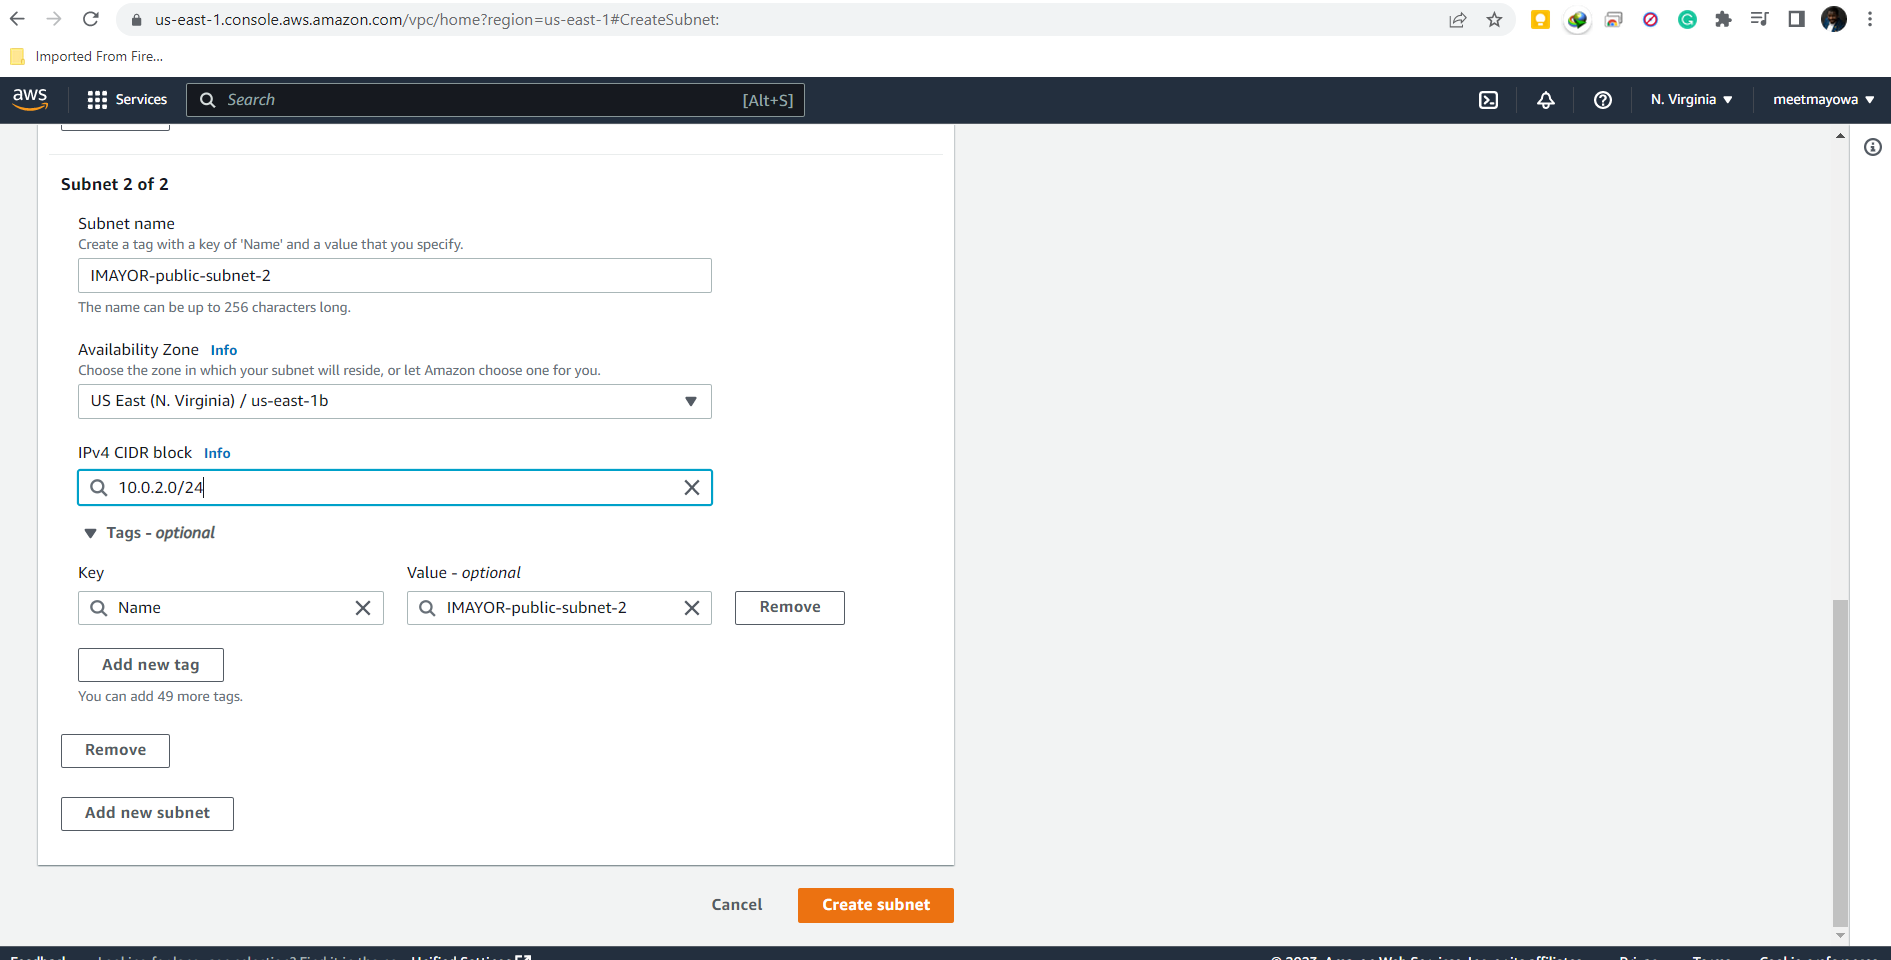 us-east-1.console.aws.amazon.com/vpc/home?region=us-east-1#CreateSubnet:
Imported From Fire...
aws Services Search [Alt+S] N. Virginia ▼ meetmayowa ▼
Subnet 2 of 2
Subnet name
Create a tag with a key of 'Name' and a value that you specify.
IMAYOR-public-subnet-2
The name can be up to 256 characters long.
Availability Zone Info
Choose the zone in which your subnet will reside, or let Amazon choose one for you.
US East (N. Virginia) / us-east-1b
IPv4 CIDR block Info
10.0.2.0/24
Tags - optional
Key Value - optional
Name IMAYOR-public-subnet-2 Remove
Add new tag
You can add 49 more tags.
Remove
Add new subnet
Cancel Create subnet